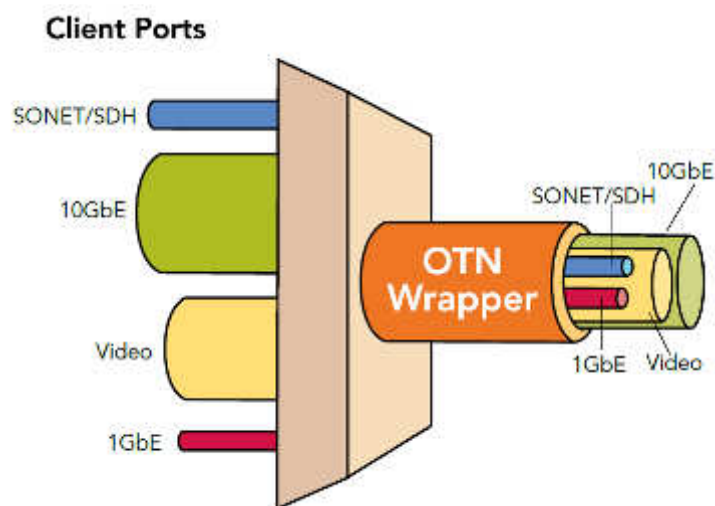 Client Ports
SONET/SDH
10GbE
Video
1GbE
OTN
Wrapper
10GbE
SONET/SDH
1GbE
Video